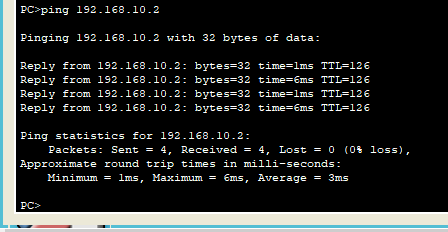 PC>ping 192.168.10.2
Pinging 192.168.10.2 with 32 bytes of data:
Reply from 192.168.10.2: bytes=32 time=1ms TTL=126
Reply from 192.168.10.2: bytes=32 time=6ms TTL=126
Reply from 192.168.10.2: bytes=32 time=1ms TTL=126
Reply from 192.168.10.2: bytes=32 time=6ms TTL=126
Ping statistics for 192.168.10.2:
Packets: Sent = 4, Received = 4, Lost = 0 (0% loss),
Approximate round trip times in milli-seconds:
Minimum = 1ms, Maximum = 6ms, Average = 3ms
PC>